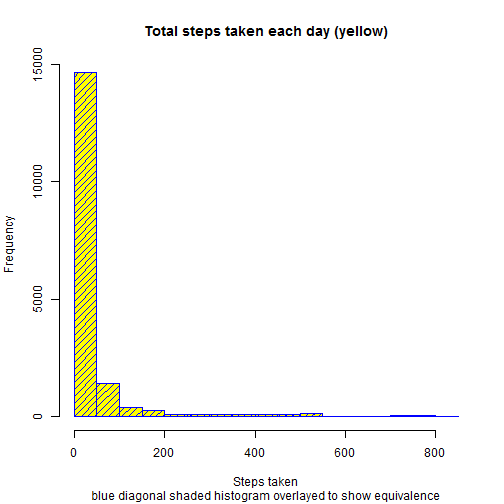 Total steps taken each day (yellow)
Frequency
15000
10000
5000
0
0 200 400 600 800
Steps taken
blue diagonal shaded histogram overlayed to show equivalence